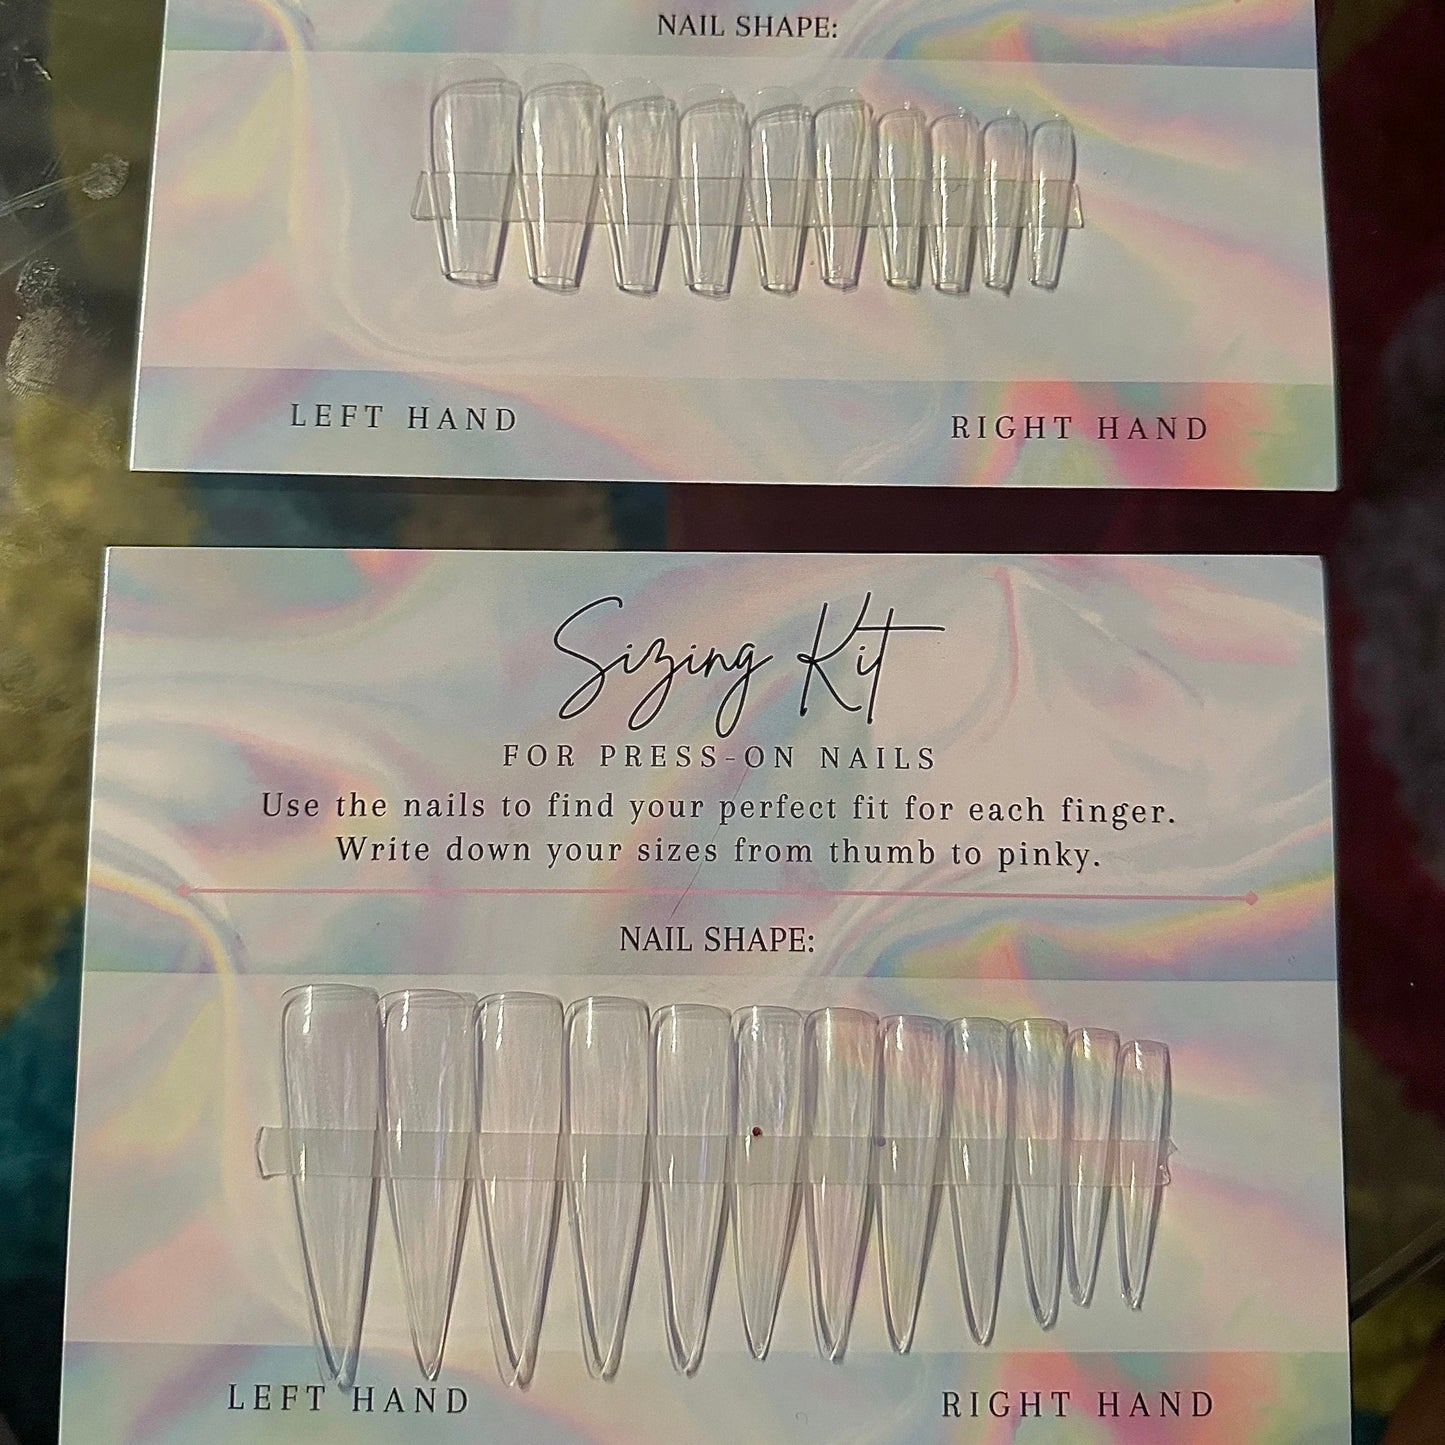 NAIL SHAPE:
LEFT HAND
RIGHT HAND
Sizing Kit
FOR PRESS-ON NAILS
Use the nails to find your perfect fit for each finger.
Write down your sizes from thumb to pinky.
NAIL SHAPE:
LEFT HAND
RIGHT HAND